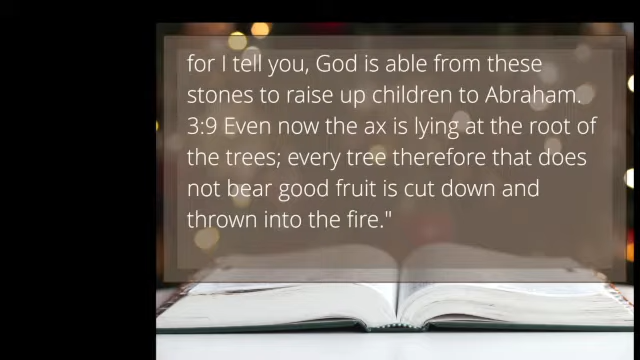 for I tell you, God is able from these
stones to raise up children to Abraham.
3:9 Even now the ax is lying at the root of
the trees; every tree therefore that does
not bear good fruit is cut down and
thrown into the fire."